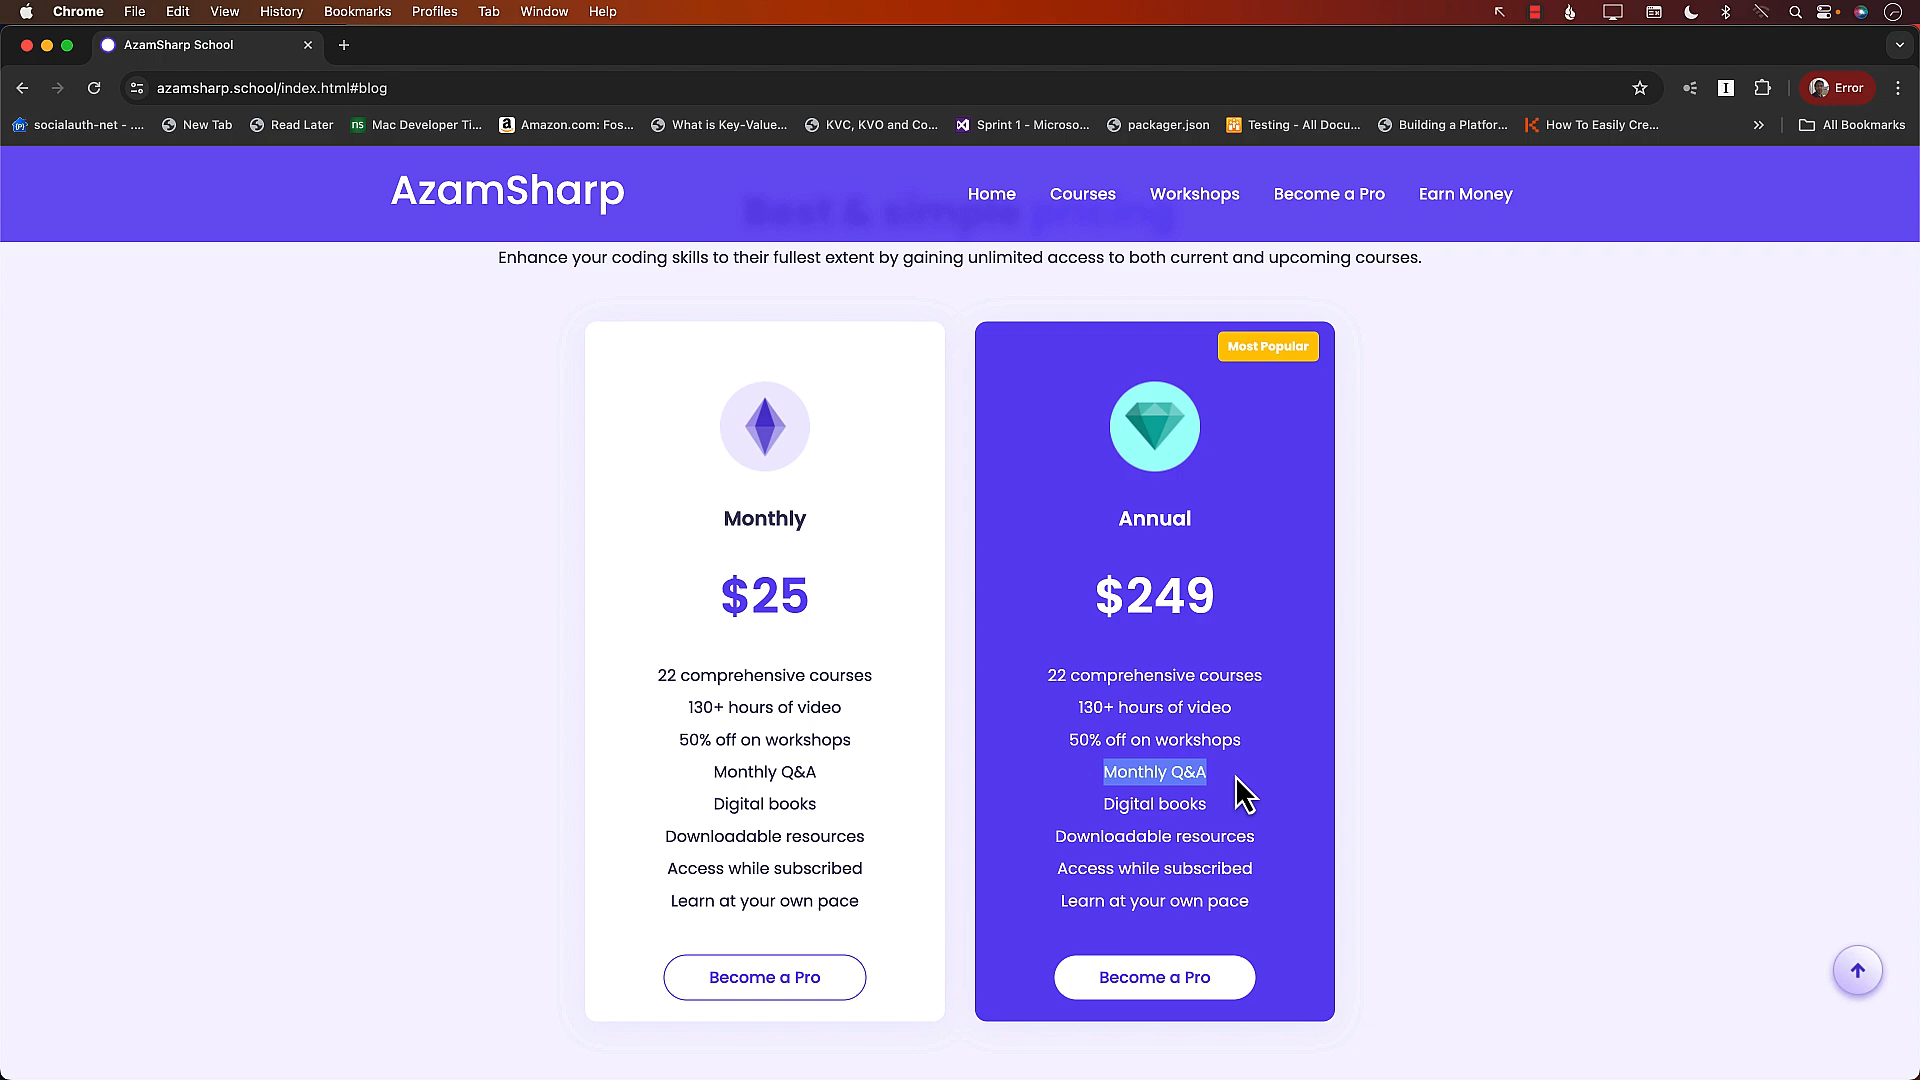 Chrome File Edit View History Bookmarks Profiles Tab Window Help
AzamSharp School
azamsharp.school/index.html#blog
Error
socialauth-net - .... New Tab Read Later ns Mac Developer Ti... Amazon.com: Fos... What is Key-Value... KVC, KVO and Co... Sprint 1 - Microso... packager.json Testing - All Docu... Building a Platfor... How To Easily Cre... All Bookmarks
AzamSharp
Home Courses Workshops Become a Pro Earn Money
Best & simple pricing
Enhance your coding skills to their fullest extent by gaining unlimited access to both current and upcoming courses.
Monthly
$25
22 comprehensive courses
130+ hours of video
50% off on workshops
Monthly Q&A
Digital books
Downloadable resources
Access while subscribed
Learn at your own pace
Become a Pro
Most Popular
Annual
$249
22 comprehensive courses
130+ hours of video
50% off on workshops
Monthly Q&A
Digital books
Downloadable resources
Access while subscribed
Learn at your own pace
Become a Pro